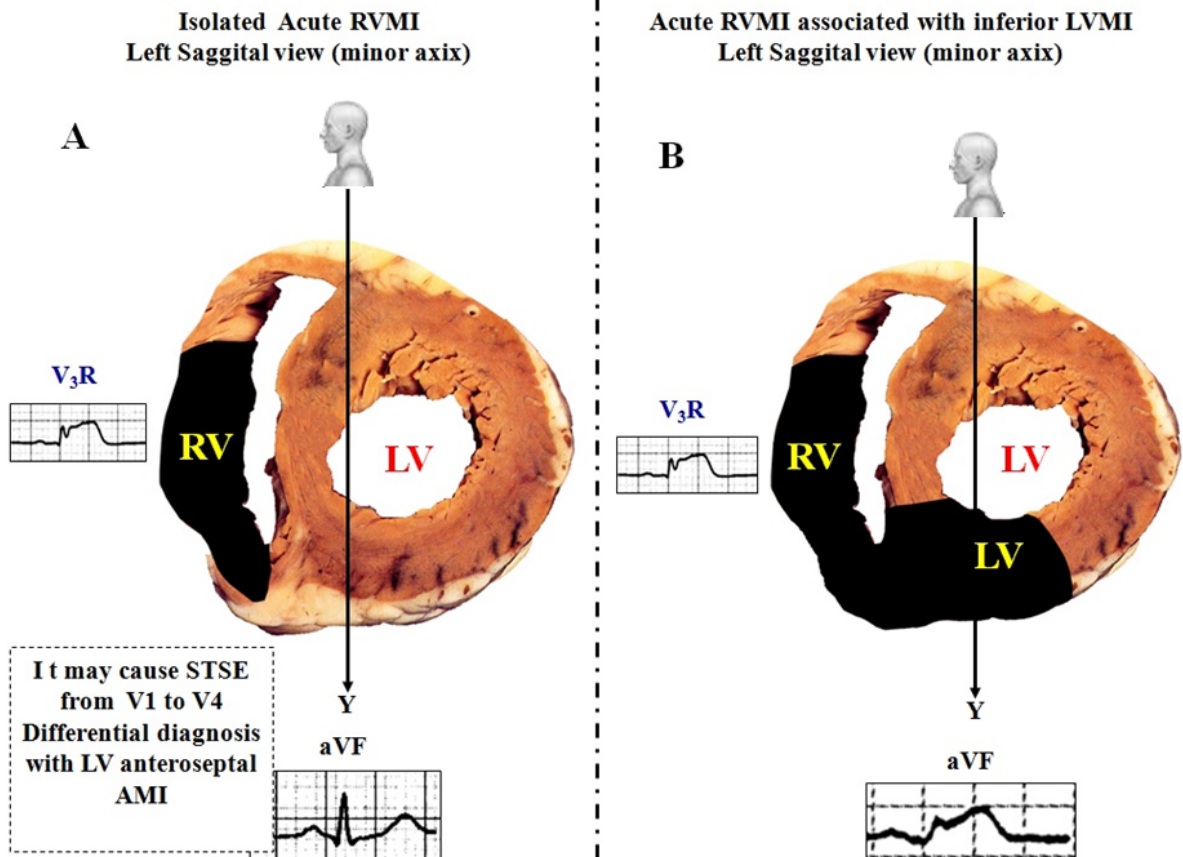 Isolated Acute RVMI
Left Saggital view (minor axix)
A
V3R
RV
LV
Y
aVF
I t may cause STSE
from V1 to V4
Differential diagnosis
with LV anteroseptal
AMI
Acute RVMI associated with inferior LVMI
Left Saggital view (minor axix)
B
V3R
RV
LV
LV
Y
aVF